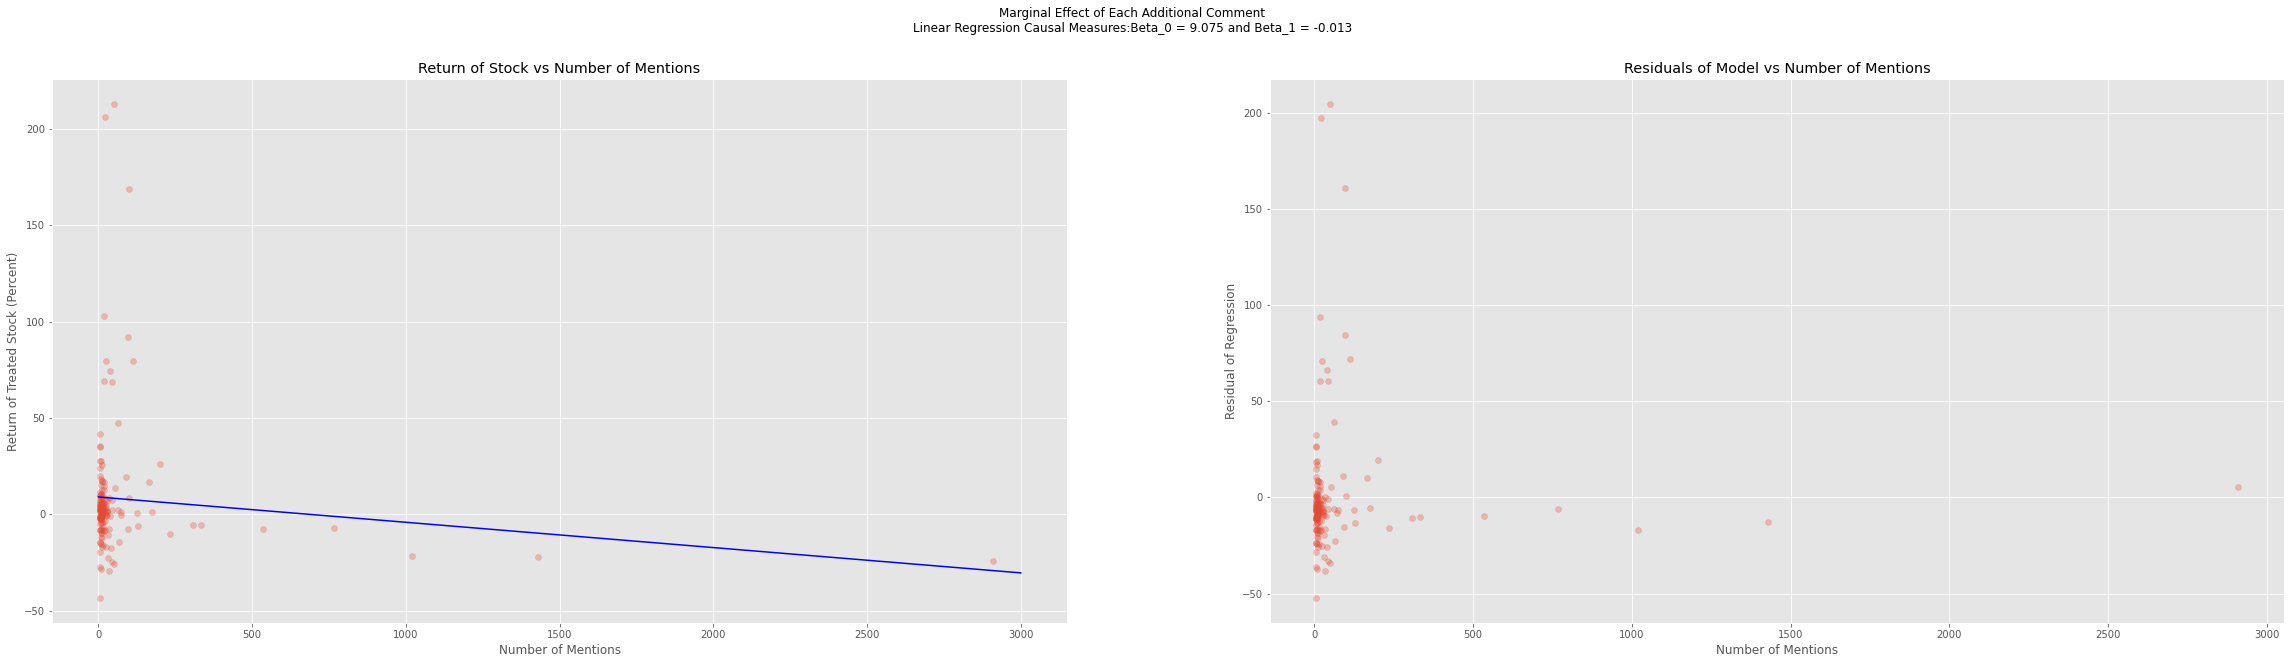 Marginal Effect of Each Additional Comment
Linear Regression Causal Measures:Beta_0 = 9.075 and Beta_1 = -0.013
Return of Stock vs Number of Mentions
Return of Treated Stock (Percent)
200
150
100
50
0
−50
0 500 1000 1500 2000 2500 3000
Number of Mentions
Residuals of Model vs Number of Mentions
Residual of Regression
200
150
100
50
0
−50
0 500 1000 1500 2000 2500 3000
Number of Mentions